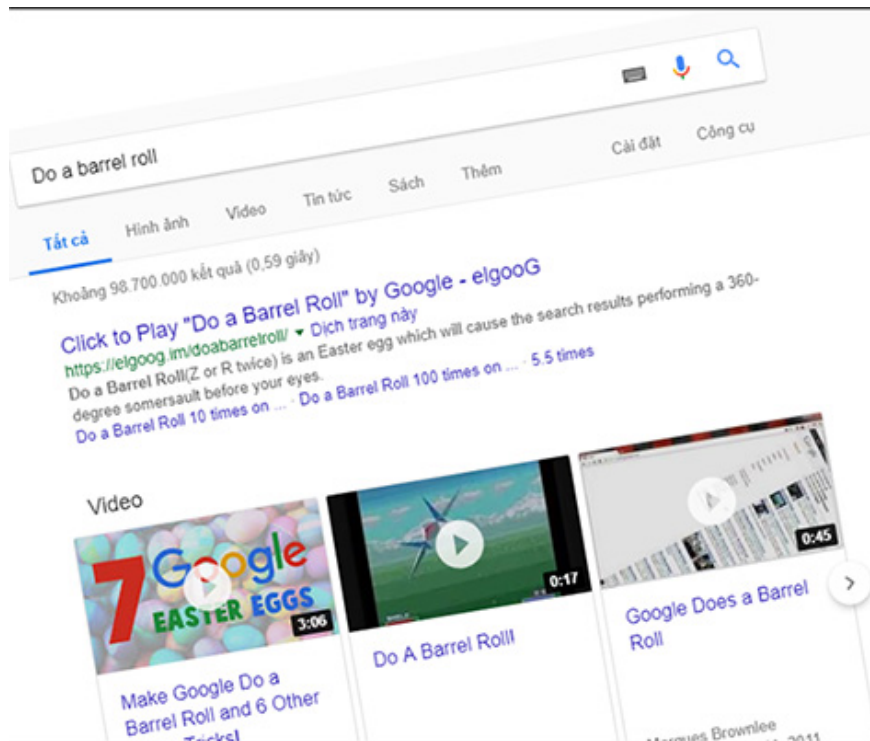 Do a barrel roll
Tất cả Hình ảnh Video Tin tức Sách Thêm Cài đặt Công cụ
Khoảng 98.700.000 kết quả (0,59 giây)
Click to Play "Do a Barrel Roll" by Google - elgooG
https://elgoog.im/doabarrelroll/ Dịch trang này
Do a Barrel Roll(Z or R twice) is an Easter egg which will cause the search results performing a 360-
degree somersault before your eyes.
Do a Barrel Roll 10 times on ... · Do a Barrel Roll 100 times on ... · 5.5 times
Video
7 Google
EASTER EGGS
3:06
0:17
0:45
Make Google Do a
Barrel Roll and 6 Other
Tricks!
Do A Barrel Roll!
Google Does a Barrel
Roll
Marques Brownlee
2011